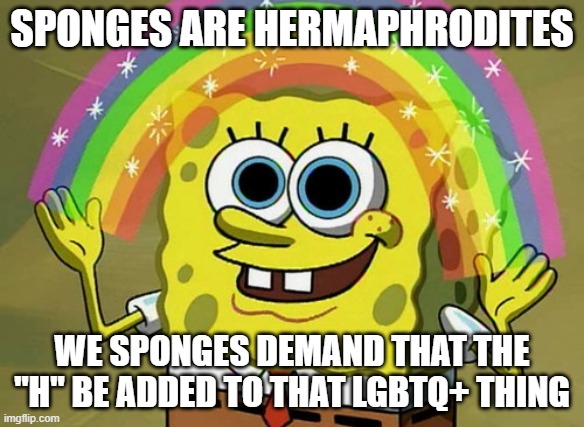 SPONGES ARE HERMAPHRODITES
WE SPONGES DEMAND THAT THE
"H" BE ADDED TO THAT LGBTQ+ THING
imgflip.com